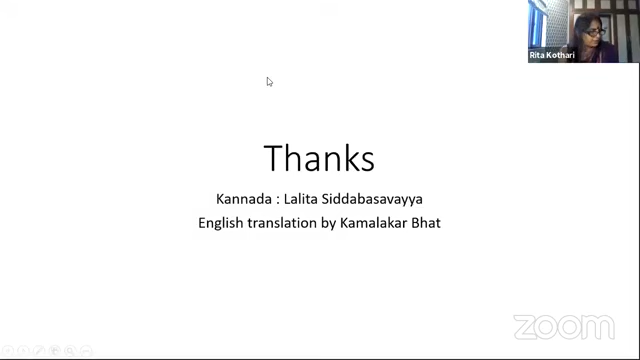 Rita Kothari
Thanks
Kannada : Lalita Siddabasavayya
English translation by Kamalakar Bhat
zoom